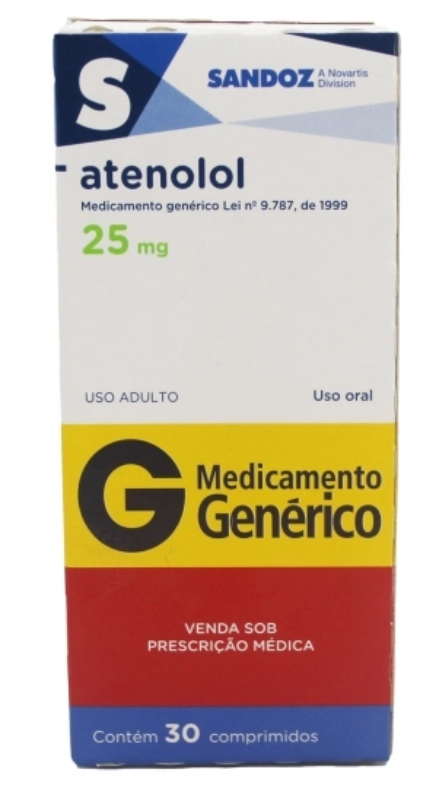 S
SANDOZ A Novartis
Division
atenolol
Medicamento genérico Lei nº 9.787, de 1999
25 mg
USO ADULTO Uso oral
G Medicamento
Genérico
VENDA SOB
PRESCRIÇÃO MÉDICA
Contém 30 comprimidos